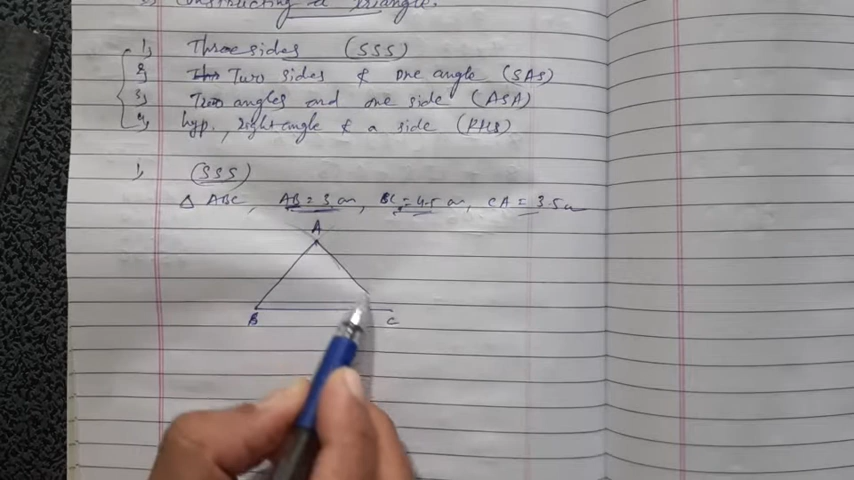 Constructing a Triangle.
1, Three sides (SSS)
2, Two sides & one angle (SAS)
3, Two angles and one side (ASA)
4, hyp., right angle & a side (RHS)
1, (SSS)
△ ABC, AB = 3 cm, BC = 4.5 cm, CA = 3.5 cm
A
B C